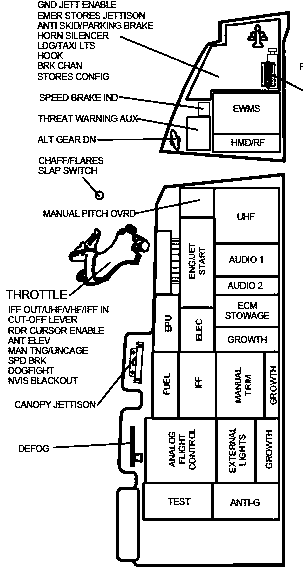 GND JETT ENABLE
EMER STORES JETTISON
ANTI SKID/PARKING BRAKE
HORN SILENCER
LDG/TAXI LTS
HOOK
BRK CHAN
STORES CONFIG
SPEED BRAKE IND
THREAT WARNING AUX
ALT GEAR DN
EWMS
HMD/RF
CHAFF/FLARES
SLAP SWITCH
MANUAL PITCH OVRD
UHF
ENG/JET
START
AUDIO 1
AUDIO 2
THROTTLE
IFF OUT/UHF/VHF/IFF IN
CUT-OFF LEVER
RDR CURSOR ENABLE
ANT ELEV
MAN TNG/UNCAGE
SPD BRK
DOGFIGHT
NVIS BLACKOUT
EPU
ELEC
ECM
STOWAGE
GROWTH
CANOPY JETTISON
FUEL
IFF
MANUAL
TRIM
GROWTH
DEFOG
ANALOG
FLIGHT
CONTROL
EXTERNAL
LIGHTS
GROWTH
TEST
ANTI-G